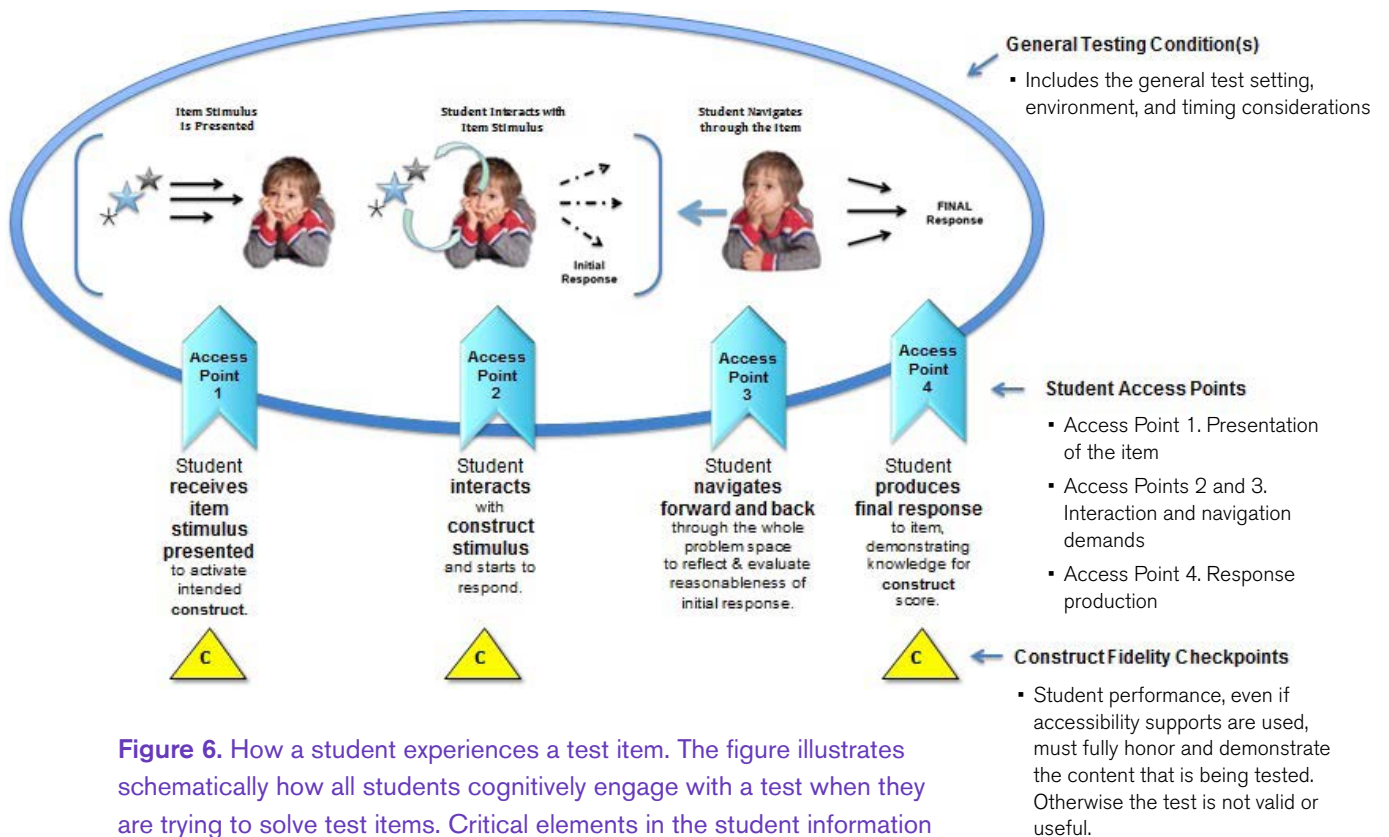 General Testing Condition(s)
▪ Includes the general test setting,
environment, and timing considerations
Item Stimulus
Is Presented
Student Interacts with
Item Stimulus
Student Navigates
through the Item
Initial
Response
FINAL
Response
Access
Point
1
Access
Point
2
Access
Point
3
Access
Point
4
Student
receives
item
stimulus
presented
to activate
intended
construct.
Student
interacts
with
construct
stimulus
and starts to
respond.
Student
navigates
forward and back
through the whole
problem space
to reflect & evaluate
reasonableness of
initial response.
Student
produces
final response
to item,
demonstrating
knowledge for
construct
score.
C
C
C
Student Access Points
▪ Access Point 1. Presentation
of the item
▪ Access Points 2 and 3.
Interaction and navigation
demands
▪ Access Point 4. Response
production
Construct Fidelity Checkpoints
▪ Student performance, even if
accessibility supports are used,
must fully honor and demonstrate
the content that is being tested.
Otherwise the test is not valid or
useful.
Figure 6. How a student experiences a test item. The figure illustrates
schematically how all students cognitively engage with a test when they
are trying to solve test items. Critical elements in the student information